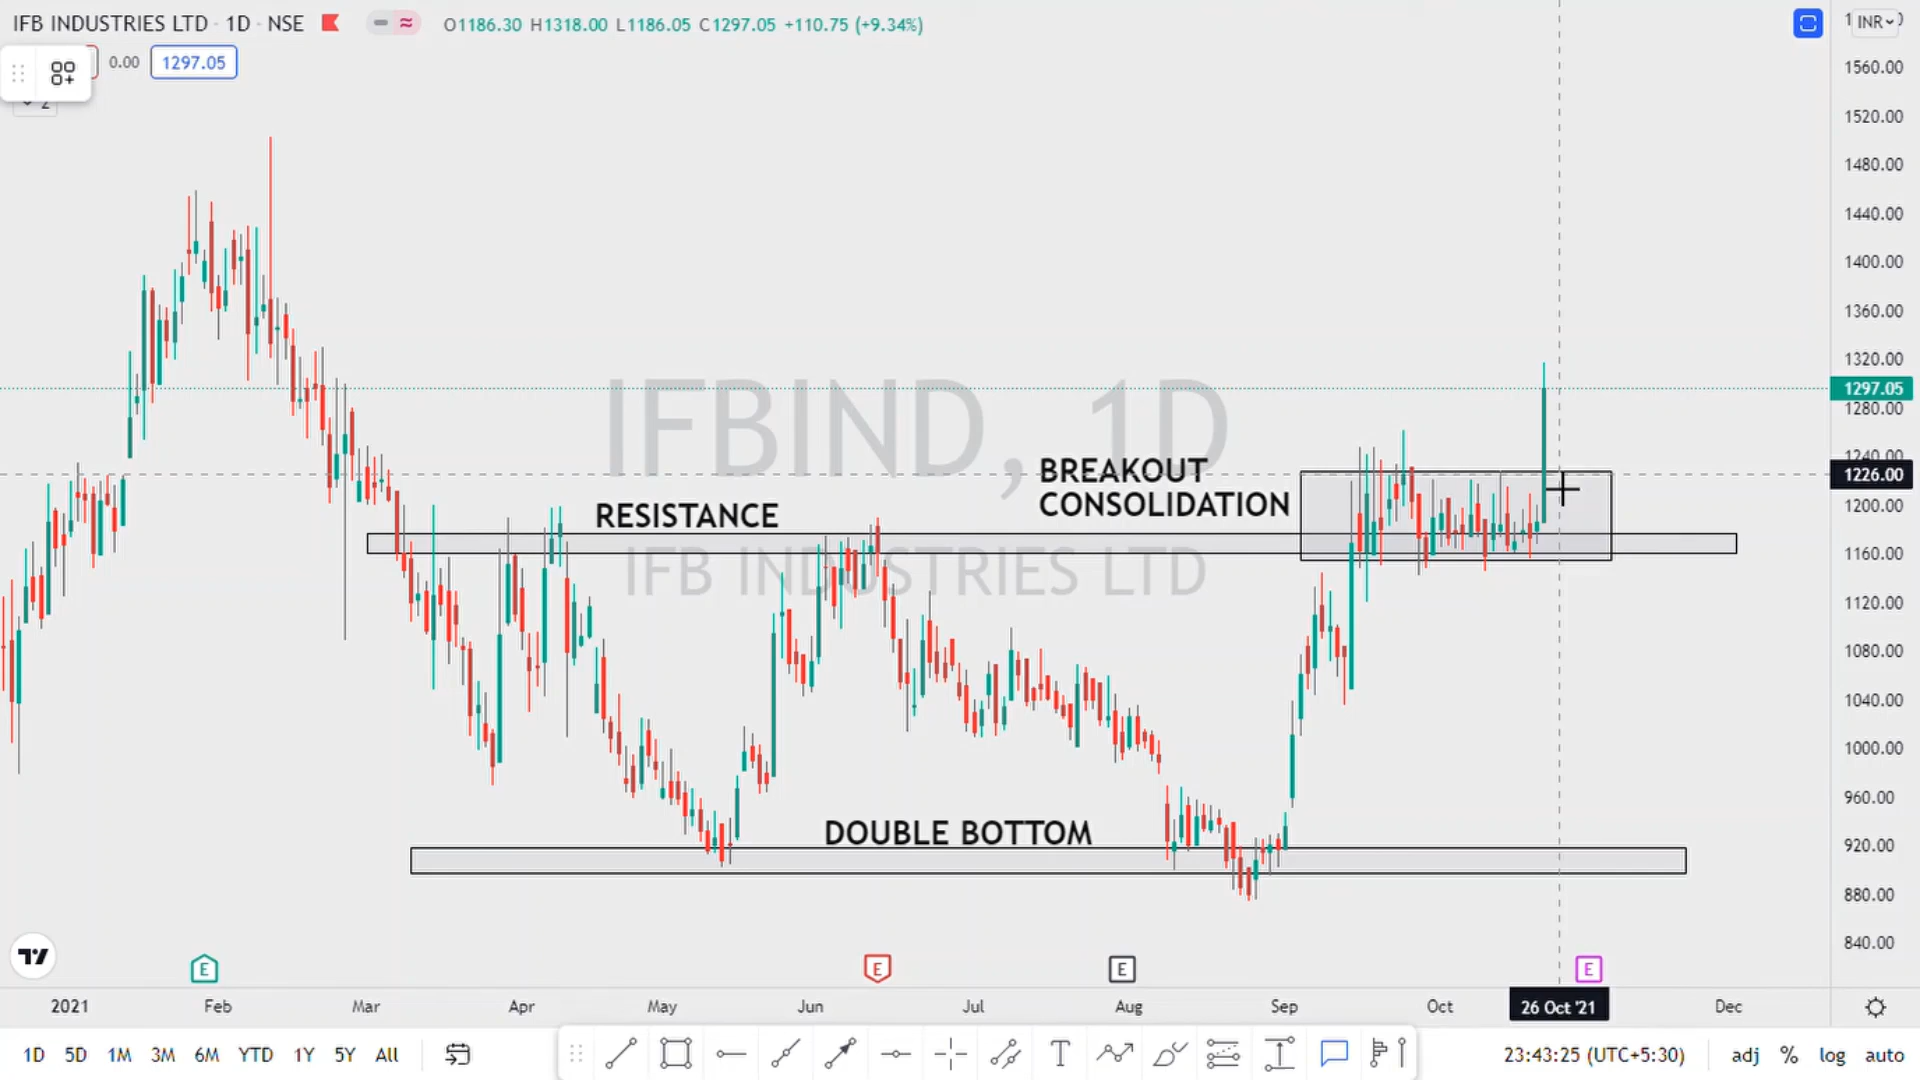 IFB INDUSTRIES LTD · 1D · NSE
O1186.30 H1318.00 L1186.05 C1297.05 +110.75 (+9.34%)
INR
0.00 1297.05
2
1560.00
1520.00
1480.00
1440.00
1400.00
1360.00
1320.00
1297.05
1280.00
1240.00
1226.00
1200.00
1160.00
1120.00
1080.00
1040.00
1000.00
960.00
920.00
880.00
840.00
IFBIND, 1D
IFB INDUSTRIES LTD
BREAKOUT
CONSOLIDATION
RESISTANCE
DOUBLE BOTTOM
E E E E
2021 Feb Mar Apr May Jun Jul Aug Sep Oct 26 Oct '21 Dec
1D 5D 1M 3M 6M YTD 1Y 5Y All
T
23:43:25 (UTC+5:30) adj % log auto